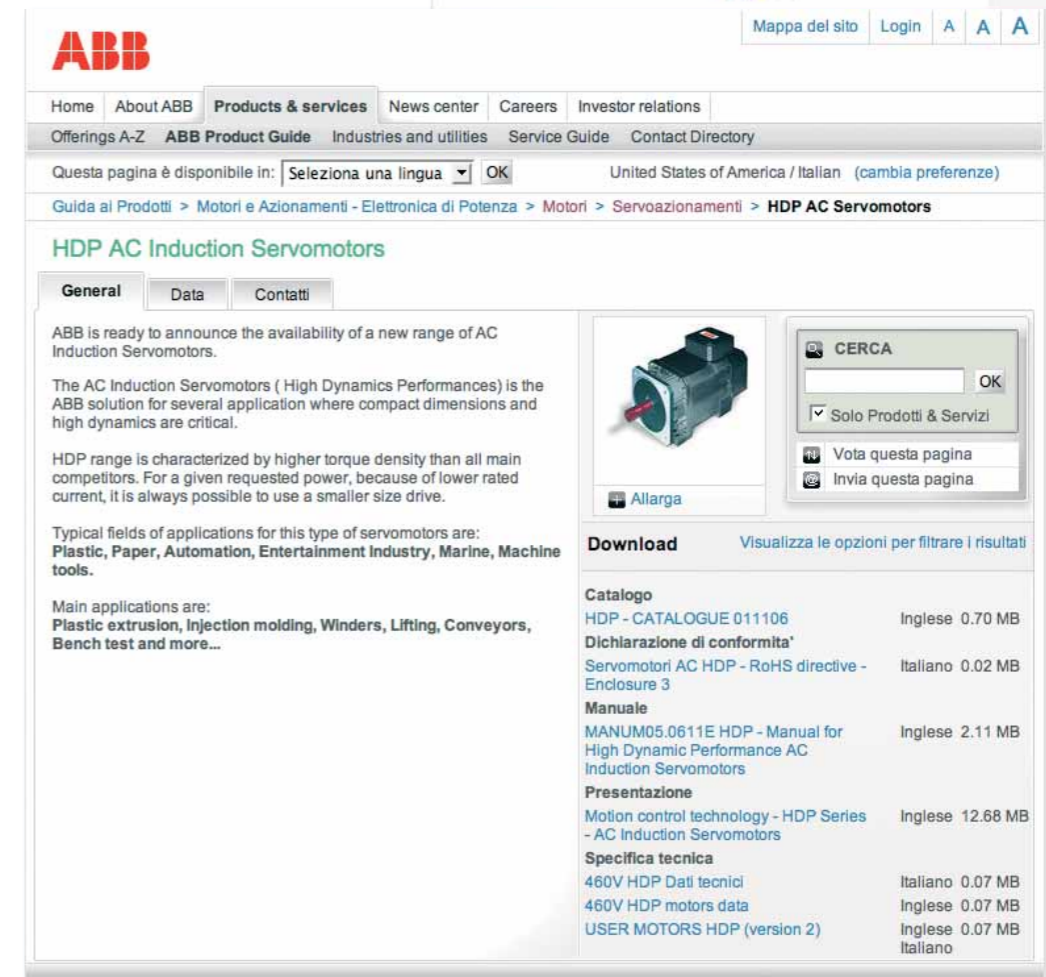 ABB
Mappa del sito Login A A A
Home About ABB Products & services News center Careers Investor relations
Offerings A-Z ABB Product Guide Industries and utilities Service Guide Contact Directory
Questa pagina è disponibile in: Seleziona una lingua OK United States of America / Italian (cambia preferenze)
Guida ai Prodotti > Motori e Azionamenti - Elettronica di Potenza > Motori > Servoazionamenti > HDP AC Servomotors
HDP AC Induction Servomotors
General Data Contatti
ABB is ready to announce the availability of a new range of AC
Induction Servomotors.
The AC Induction Servomotors ( High Dynamics Performances) is the
ABB solution for several application where compact dimensions and
high dynamics are critical.
HDP range is characterized by higher torque density than all main
competitors. For a given requested power, because of lower rated
current, it is always possible to use a smaller size drive.
Typical fields of applications for this type of servomotors are:
Plastic, Paper, Automation, Entertainment Industry, Marine, Machine
tools.
Main applications are:
Plastic extrusion, Injection molding, Winders, Lifting, Conveyors,
Bench test and more...
Allarga
CERCA
OK
Solo Prodotti & Servizi
Vota questa pagina
Invia questa pagina
Download Visualizza le opzioni per filtrare i risultati
Catalogo
HDP - CATALOGUE 011106 Inglese 0.70 MB
Dichiarazione di conformita'
Servomotori AC HDP - RoHS directive - Italiano 0.02 MB
Enclosure 3
Manuale
MANUM05.0611E HDP - Manual for Inglese 2.11 MB
High Dynamic Performance AC
Induction Servomotors
Presentazione
Motion control technology - HDP Series Inglese 12.68 MB
- AC Induction Servomotors
Specifica tecnica
460V HDP Dati tecnici Italiano 0.07 MB
460V HDP motors data Inglese 0.07 MB
USER MOTORS HDP (version 2) Inglese 0.07 MB
Italiano